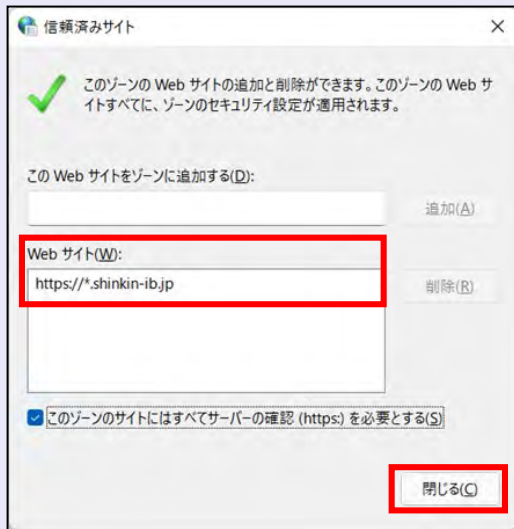 信頼済みサイト
このゾーンの Web サイトの追加と削除ができます。このゾーンの Web サ
イトすべてに、ゾーンのセキュリティ設定が適用されます。
この Web サイトをゾーンに追加する(D):
追加(A)
Web サイト(W):
https://*.shinkin-ib.jp
削除(R)
このゾーンのサイトにはすべてサーバーの確認 (https:) を必要とする(S)
閉じる(C)